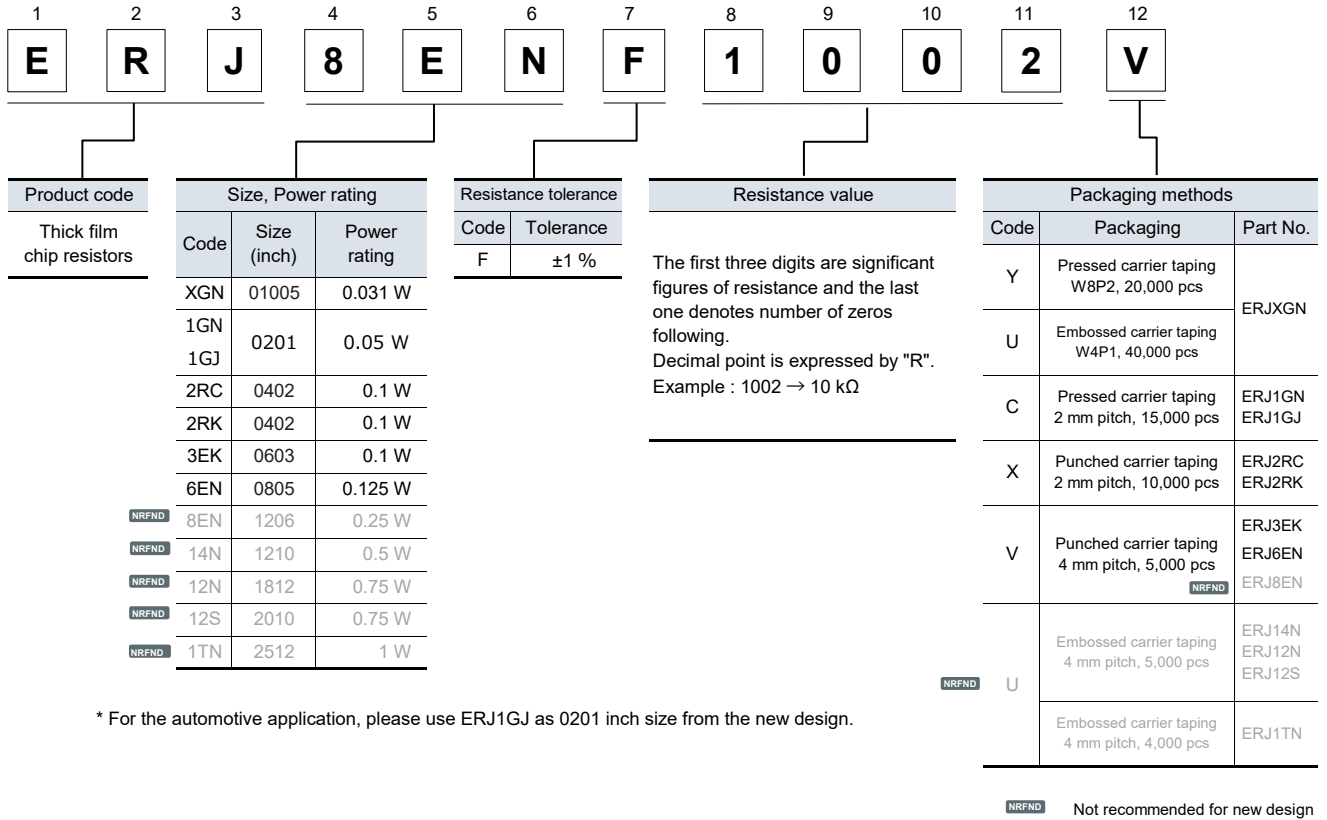 1 2 3 4 5 6 7 8 9 10 11 12
E R J 8 E N F 1 0 0 2 V
Product code
Thick film
chip resistors
Size, Power rating
Code Size (inch) Power rating
XGN 01005 0.031 W
1GN
1GJ
0201 0.05 W
2RC 0402 0.1 W
2RK 0402 0.1 W
3EK 0603 0.1 W
6EN 0805 0.125 W
NRFND 8EN 1206 0.25 W
NRFND 14N 1210 0.5 W
NRFND 12N 1812 0.75 W
NRFND 12S 2010 0.75 W
NRFND 1TN 2512 1 W
Resistance tolerance
Code Tolerance
F ±1 %
Resistance value
The first three digits are significant
figures of resistance and the last
one denotes number of zeros
following.
Decimal point is expressed by "R".
Example : 1002 → 10 kΩ
Packaging methods
Code Packaging Part No.
Y
Pressed carrier taping
W8P2, 20,000 pcs
ERJXGN
U
Embossed carrier taping
W4P1, 40,000 pcs
C
Pressed carrier taping
2 mm pitch, 15,000 pcs
ERJ1GN
ERJ1GJ
X
Punched carrier taping
2 mm pitch, 10,000 pcs
ERJ2RC
ERJ2RK
V
Punched carrier taping
4 mm pitch, 5,000 pcs
ERJ3EK
ERJ6EN
NRFND ERJ8EN
NRFND U
Embossed carrier taping
4 mm pitch, 5,000 pcs
ERJ14N
ERJ12N
ERJ12S
Embossed carrier taping
4 mm pitch, 4,000 pcs
ERJ1TN
* For the automotive application, please use ERJ1GJ as 0201 inch size from the new design.
NRFND Not recommended for new design